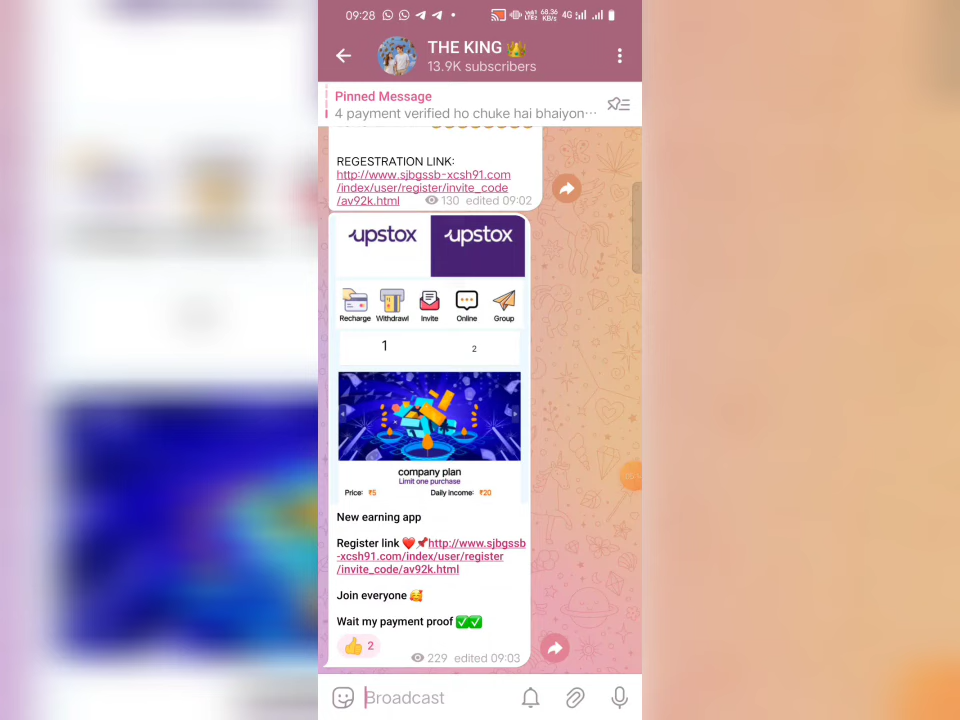 09:28
68.36
KB/s
4G
THE KING 👑
13.9K subscribers
Pinned Message
4 payment verified ho chuke hai bhaiyon···
REGESTRATION LINK:
http://www.sjbgssb-xcsh91.com
/index/user/register/invite_code
/av92k.html
130 edited 09:02
upstox upstox
Recharge Withdrawl Invite Online Group
1 2
company plan
Limit one purchase
Price: ₹5 Daily income: ₹20
New earning app
Register link ❤️📌http://www.sjbgssb
-xcsh91.com/index/user/register
/invite_code/av92k.html
Join everyone 🥰
Wait my payment proof ✅✅
👍 2
229 edited 09:03
Broadcast